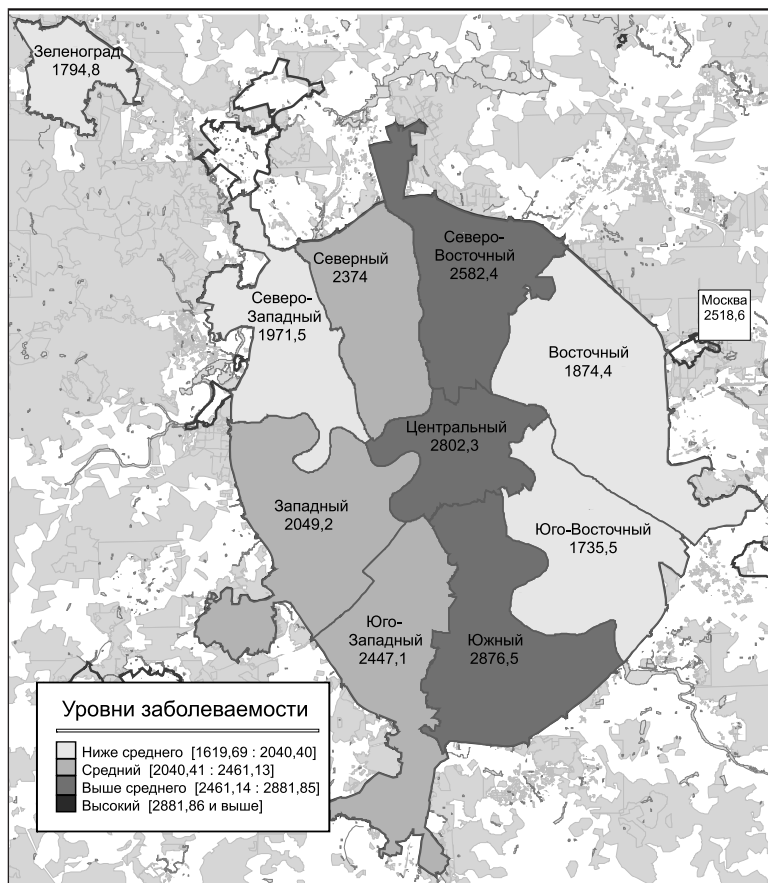 Зеленоград
1794,8
Северный
2374
Северо-
Восточный
2582,4
Северо-
Западный
1971,5
Москва
2518,6
Восточный
1874,4
Центральный
2802,3
Западный
2049,2
Юго-Восточный
1735,5
Юго-
Западный
2447,1
Южный
2876,5
Уровни заболеваемости
Ниже среднего [1619,69 : 2040,40]
Средний [2040,41 : 2461,13]
Выше среднего [2461,14 : 2881,85]
Высокий [2881,86 и выше]